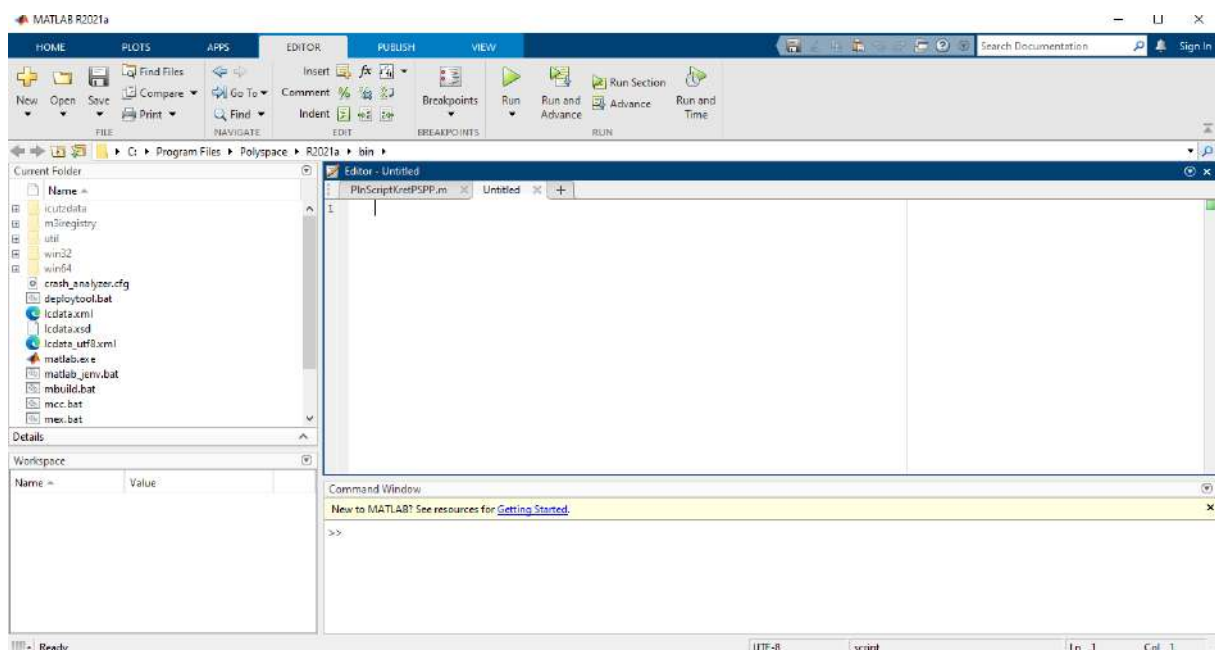 MATLAB R2021a
HOME PLOTS APPS EDITOR PUBLISH VIEW Search Documentation Sign In
New Open Save Find Files Compare Print Go To Find Insert Comment Indent fx Breakpoints Run Run and Advance Run Section Advance Run and Time
FILE NAVIGATE EDIT BREAKPOINTS RUN
C: Program Files Polyspace R2021a bin
Current Folder
Name
icutzdata
m3iregistry
util
win32
win64
crash_analyzer.cfg
deploytool.bat
lcdata.xml
lcdata.xsd
lcdata_utf8.xml
matlab.exe
matlab_jenv.bat
mbuild.bat
mcc.bat
mex.bat
Details
Workspace
Name Value
Editor - Untitled
PlnScriptKretPSPP.m Untitled +
1
Command Window
New to MATLAB? See resources for Getting Started.
>>
Ready UTF-8 script Ln 1 Col 1